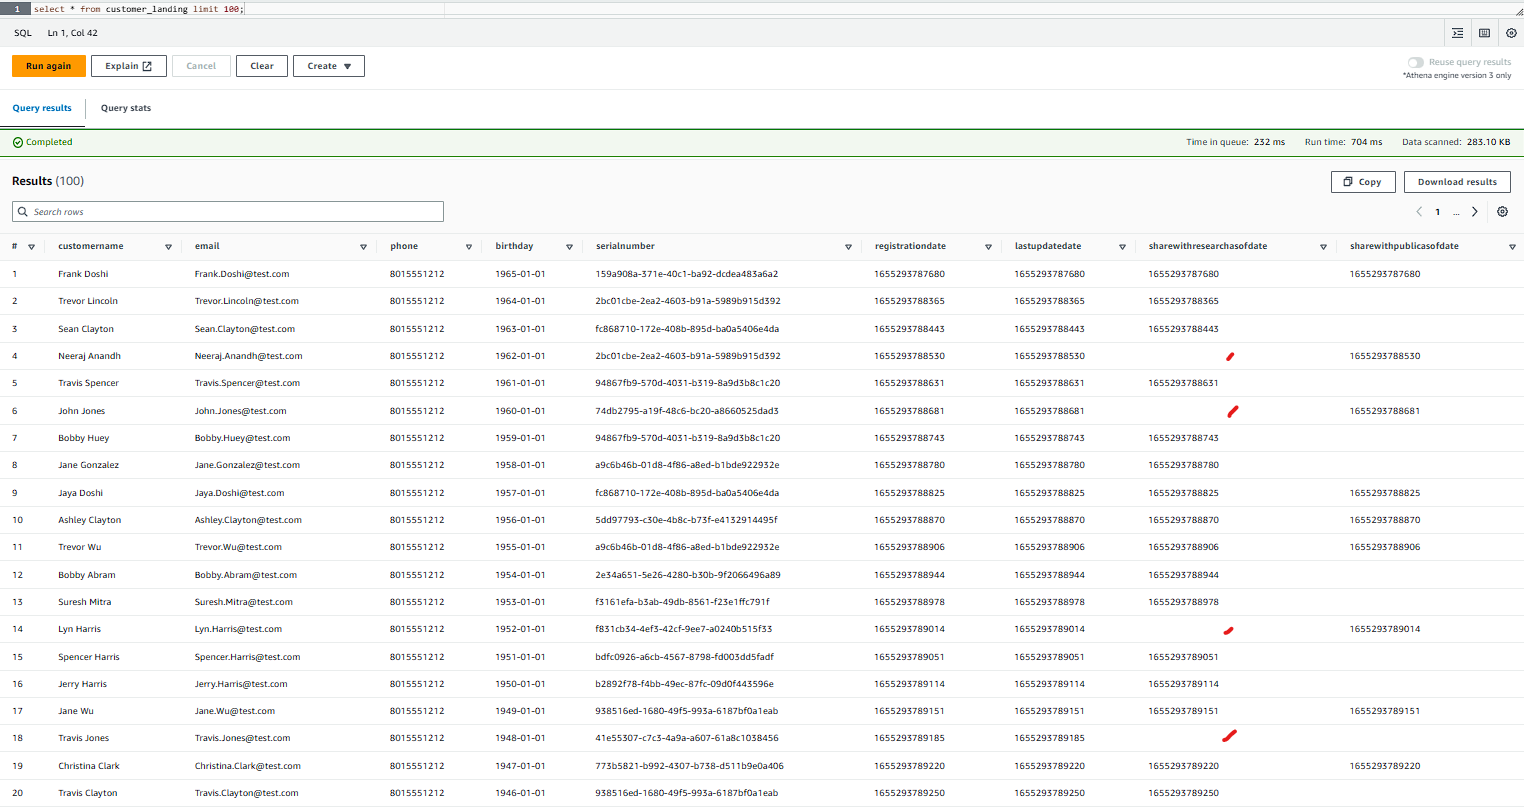 1 select * from customer_landing limit 100;
SQL Ln 1, Col 42
Run again Explain Cancel Clear Create Reuse query results
*Athena engine version 3 only
Query results Query stats
Completed Time in queue: 232 ms Run time: 704 ms Data scanned: 283.10 KB
Results (100) Copy Download results
Search rows 1 ...
# customername email phone birthday serialnumber registrationdate lastupdatedate sharewithresearchasofdate sharewithpublicasofdate
1 Frank Doshi Frank.Doshi@test.com 8015551212 1965-01-01 159a908a-371e-40c1-ba92-dcdea483a6a2 1655293787680 1655293787680 1655293787680 1655293787680
2 Trevor Lincoln Trevor.Lincoln@test.com 8015551212 1964-01-01 2bc01cbe-2ea2-4603-b91a-5989b915d392 1655293788365 1655293788365 1655293788365
3 Sean Clayton Sean.Clayton@test.com 8015551212 1963-01-01 fc868710-172e-408b-895d-ba0a5406e4da 1655293788443 1655293788443 1655293788443
4 Neeraj Anandh Neeraj.Anandh@test.com 8015551212 1962-01-01 2bc01cbe-2ea2-4603-b91a-5989b915d392 1655293788530 1655293788530 1655293788530
5 Travis Spencer Travis.Spencer@test.com 8015551212 1961-01-01 94867fb9-570d-4031-b319-8a9d3b8c1c20 1655293788631 1655293788631 1655293788631
6 John Jones John.Jones@test.com 8015551212 1960-01-01 74db2795-a19f-48c6-bc20-a8660525dad3 1655293788681 1655293788681 1655293788681
7 Bobby Huey Bobby.Huey@test.com 8015551212 1959-01-01 94867fb9-570d-4031-b319-8a9d3b8c1c20 1655293788743 1655293788743 1655293788743
8 Jane Gonzalez Jane.Gonzalez@test.com 8015551212 1958-01-01 a9c6b46b-01d8-4f86-a8ed-b1bde922932e 1655293788780 1655293788780 1655293788780
9 Jaya Doshi Jaya.Doshi@test.com 8015551212 1957-01-01 fc868710-172e-408b-895d-ba0a5406e4da 1655293788825 1655293788825 1655293788825 1655293788825
10 Ashley Clayton Ashley.Clayton@test.com 8015551212 1956-01-01 5dd97793-c30e-4b8c-b73f-e4132914495f 1655293788870 1655293788870 1655293788870 1655293788870
11 Trevor Wu Trevor.Wu@test.com 8015551212 1955-01-01 a9c6b46b-01d8-4f86-a8ed-b1bde922932e 1655293788906 1655293788906 1655293788906 1655293788906
12 Bobby Abram Bobby.Abram@test.com 8015551212 1954-01-01 2e34a651-5e26-4280-b30b-9f2066496a89 1655293788944 1655293788944 1655293788944
13 Suresh Mitra Suresh.Mitra@test.com 8015551212 1953-01-01 f3161efa-b3ab-49db-8561-f23e1ffc791f 1655293788978 1655293788978 1655293788978
14 Lyn Harris Lyn.Harris@test.com 8015551212 1952-01-01 f831cb34-4ef3-42cf-9ee7-a0240b515f33 1655293789014 1655293789014 1655293789014
15 Spencer Harris Spencer.Harris@test.com 8015551212 1951-01-01 bdfc0926-a6cb-4567-8798-fd003dd5fadf 1655293789051 1655293789051 1655293789051
16 Jerry Harris Jerry.Harris@test.com 8015551212 1950-01-01 b2892f78-f4bb-49ec-87fc-09d0f443596e 1655293789114 1655293789114 1655293789114
17 Jane Wu Jane.Wu@test.com 8015551212 1949-01-01 938516ed-1680-49f5-993a-6187bf0a1eab 1655293789151 1655293789151 1655293789151 1655293789151
18 Travis Jones Travis.Jones@test.com 8015551212 1948-01-01 41e55307-c7c3-4a9a-a607-61a8c1038456 1655293789185 1655293789185
19 Christina Clark Christina.Clark@test.com 8015551212 1947-01-01 773b5821-b992-4307-b738-d511b9e0a406 1655293789220 1655293789220 1655293789220 1655293789220
20 Travis Clayton Travis.Clayton@test.com 8015551212 1946-01-01 938516ed-1680-49f5-993a-6187bf0a1eab 1655293789250 1655293789250 1655293789250